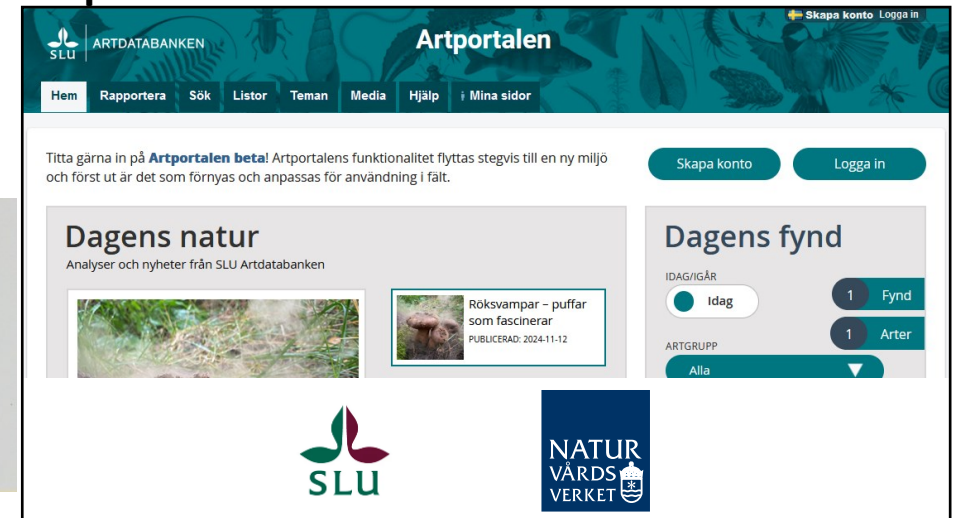 Skapa konto Logga in
SLU ARTDATABANKEN
Artportalen
Hem Rapportera Sök Listor Teman Media Hjälp Mina sidor
Titta gärna in på Artportalen beta! Artportalens funktionalitet flyttas stegvis till en ny miljö
och först ut är det som förnyas och anpassas för användning i fält.
Skapa konto Logga in
Dagens natur
Analyser och nyheter från SLU Artdatabanken
Röksvampar – puffar
som fascinerar
PUBLICERAD: 2024-11-12
Dagens fynd
IDAG/IGÅR
Idag
1 Fynd
1 Arter
ARTGRUPP
Alla
SLU
NATUR
VÅRDS
VERKET